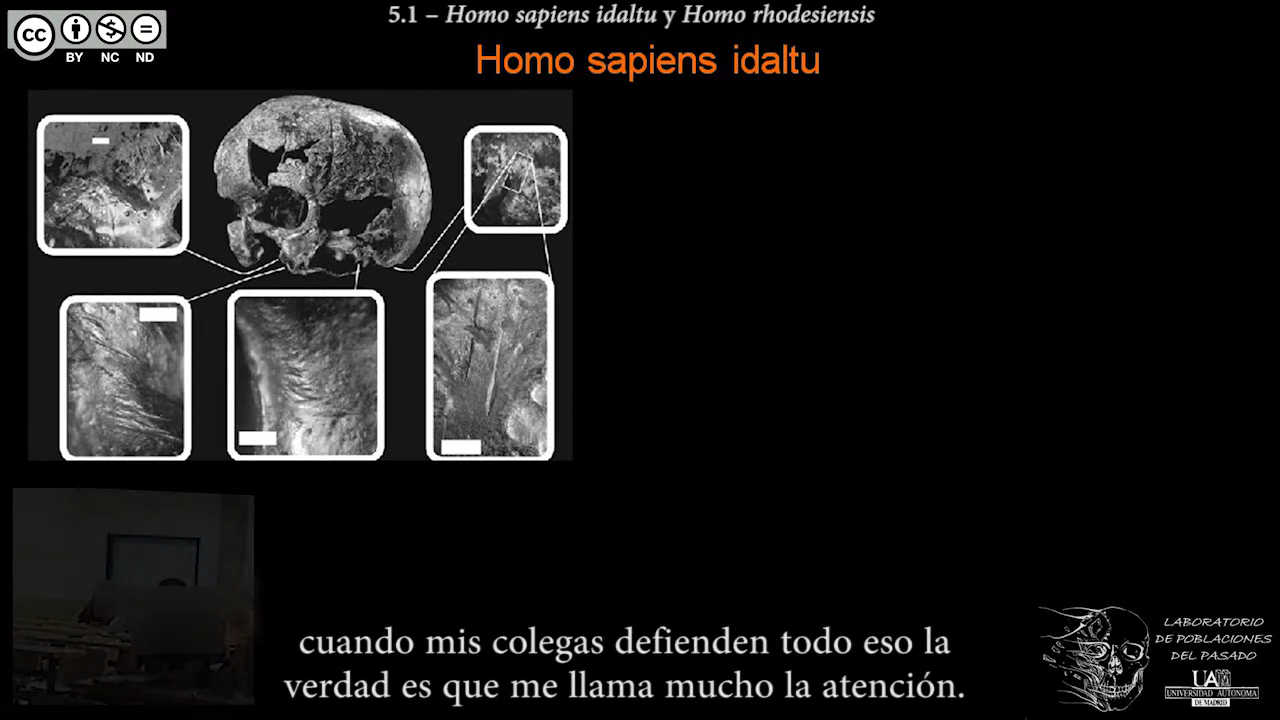 5.1 – Homo sapiens idaltu y Homo rhodesiensis
cc
BY NC ND
Homo sapiens idaltu
cuando mis colegas defienden todo eso la
verdad es que me llama mucho la atención.
LABORATORIO
DE POBLACIONES
DEL PASADO
UAM
UNIVERSIDAD AUTONOMA
DE MADRID